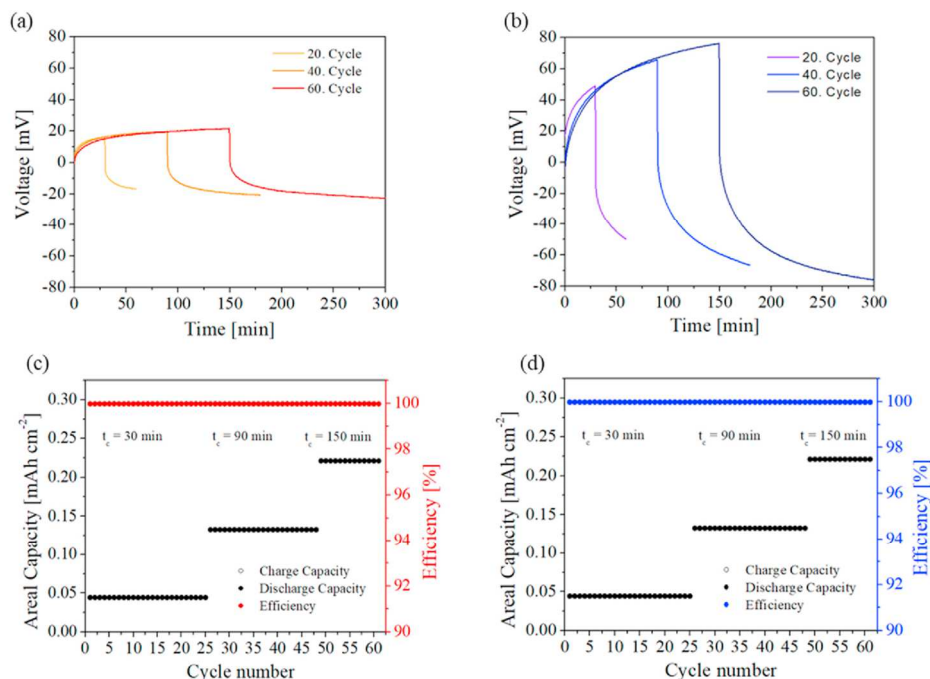 (a)
80
60
40
20
0
-20
-40
-60
-80
Voltage [mV]
20. Cycle
40. Cycle
60. Cycle
0 50 100 150 200 250 300
Time [min]
(b)
80
60
40
20
0
-20
-40
-60
-80
Voltage [mV]
20. Cycle
40. Cycle
60. Cycle
0 50 100 150 200 250 300
Time [min]
(c)
0.30
0.25
0.20
0.15
0.10
0.05
0.00
Areal Capacity [mAh cm⁻²]
t_c = 30 min t_c = 90 min t_c = 150 min
Charge Capacity
Discharge Capacity
Efficiency
100
98
96
94
92
90
Efficiency [%]
0 5 10 15 20 25 30 35 40 45 50 55 60
Cycle number
(d)
0.30
0.25
0.20
0.15
0.10
0.05
0.00
Areal Capacity [mAh cm⁻²]
t_c = 30 min t_c = 90 min t_c = 150 min
Charge Capacity
Discharge Capacity
Efficiency
100
98
96
94
92
90
Efficiency [%]
0 5 10 15 20 25 30 35 40 45 50 55 60
Cycle number